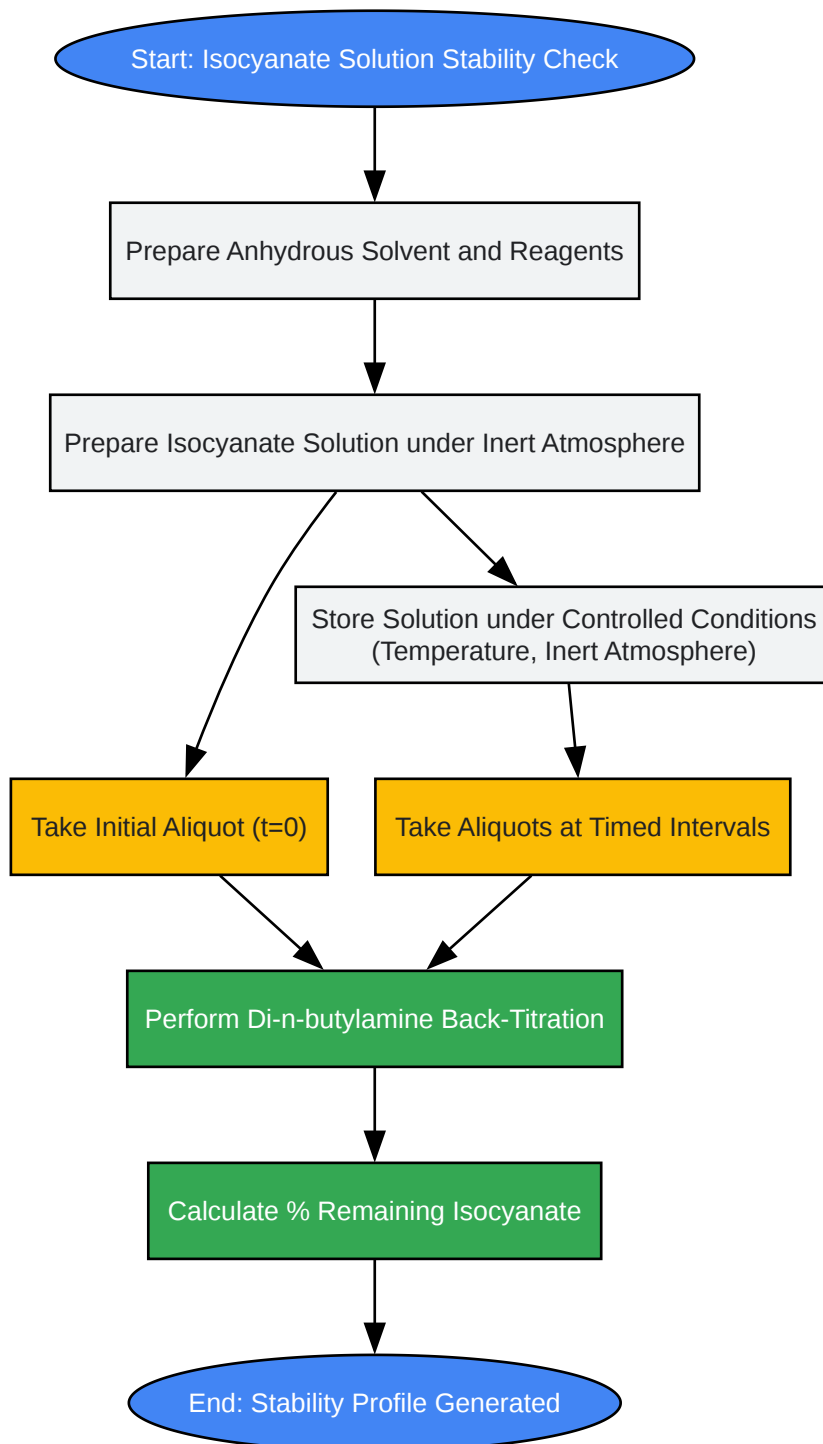 Start: Isocyanate Solution Stability Check
Prepare Anhydrous Solvent and Reagents
Prepare Isocyanate Solution under Inert Atmosphere
Store Solution under Controlled Conditions
(Temperature, Inert Atmosphere)
Take Initial Aliquot (t=0)
Take Aliquots at Timed Intervals
Perform Di-n-butylamine Back-Titration
Calculate % Remaining Isocyanate
End: Stability Profile Generated